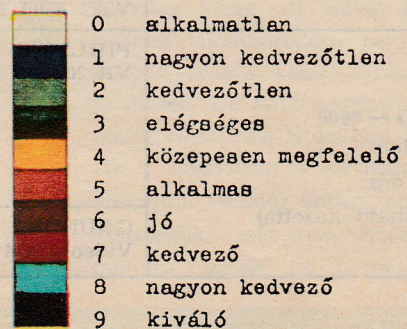 0 alkalmatlan
1 nagyon kedvezőtlen
2 kedvezőtlen
3 elégséges
4 közepesen megfelelő
5 alkalmas
6 jó
7 kedvező
8 nagyon kedvező
9 kiváló